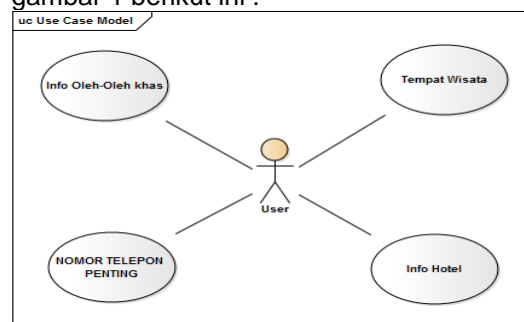 gambar 1 berikut ini :
uc Use Case Model
Info Oleh-Oleh khas
Tempat Wisata
User
NOMOR TELEPON
PENTING
Info Hotel